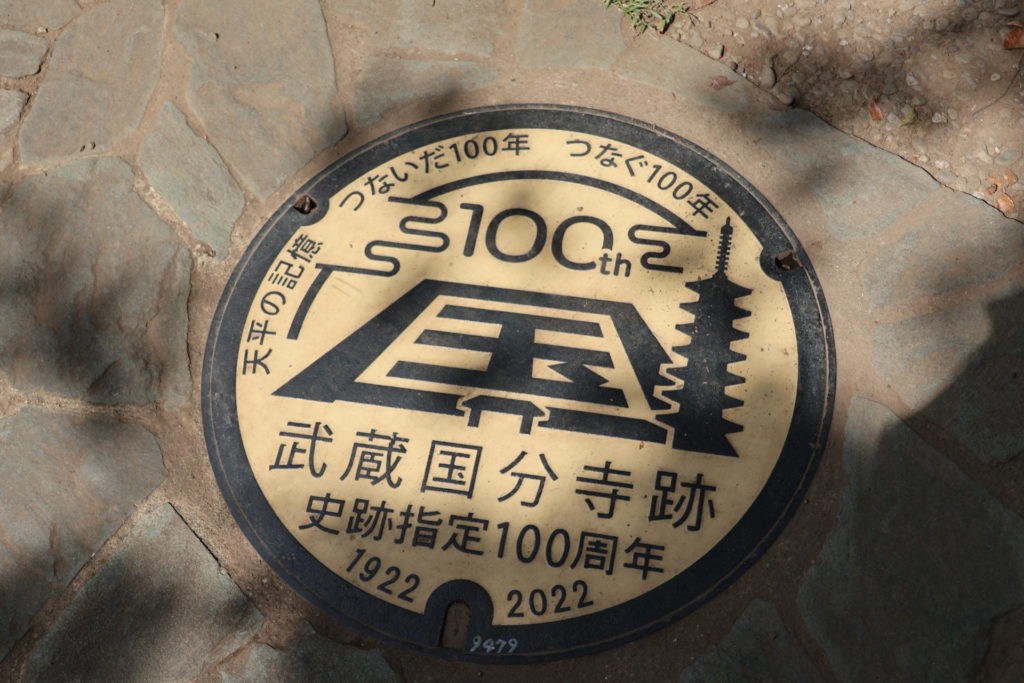 天平の記憶
つないだ100年 つなぐ100年
100th
国
武蔵国分寺跡
史跡指定100周年
1922 2022
9479